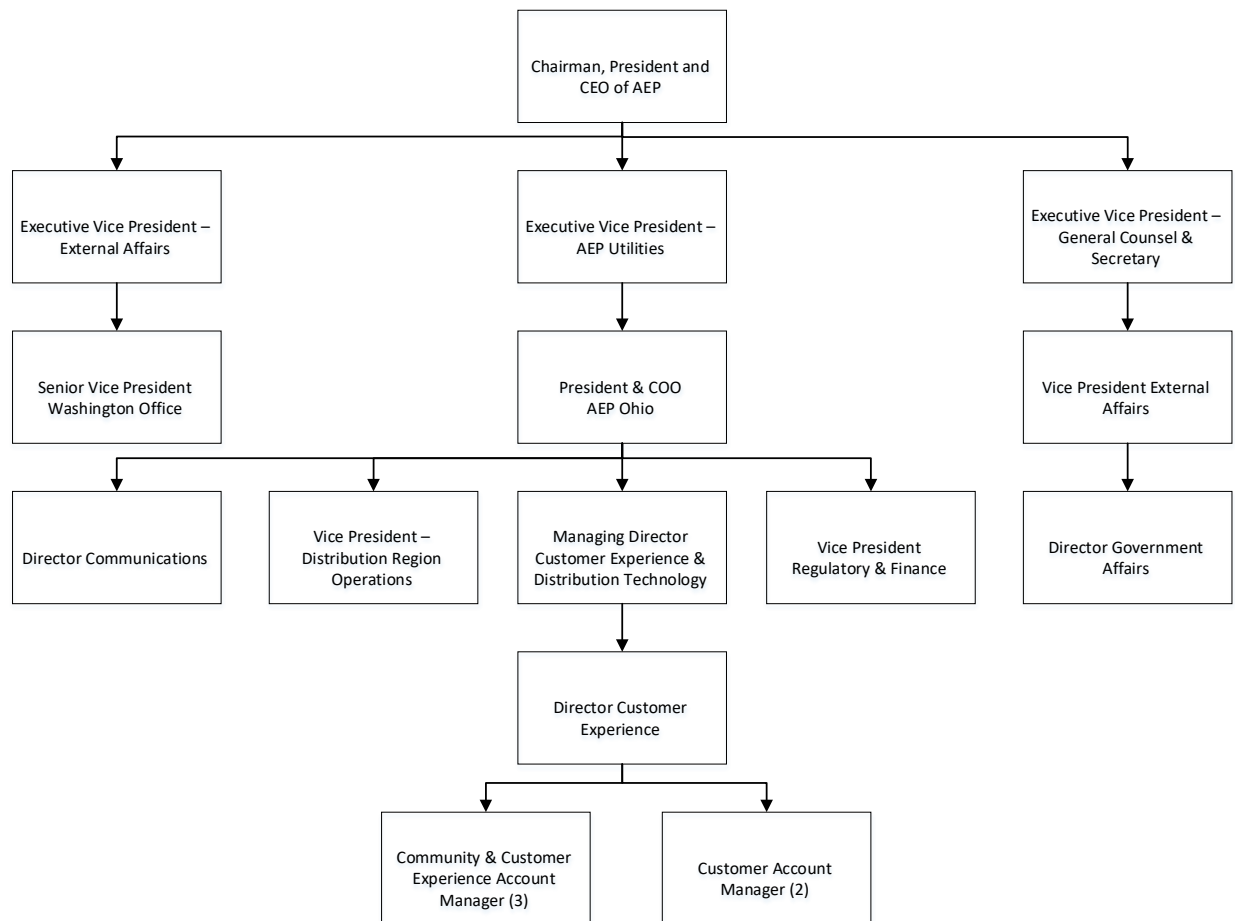 Chairman, President and
CEO of AEP
Executive Vice President –
External Affairs
Executive Vice President –
AEP Utilities
Executive Vice President –
General Counsel &
Secretary
Senior Vice President
Washington Office
President & COO
AEP Ohio
Vice President External
Affairs
Director Communications
Vice President –
Distribution Region
Operations
Managing Director
Customer Experience &
Distribution Technology
Vice President
Regulatory & Finance
Director Government
Affairs
Director Customer
Experience
Community & Customer
Experience Account
Manager (3)
Customer Account
Manager (2)